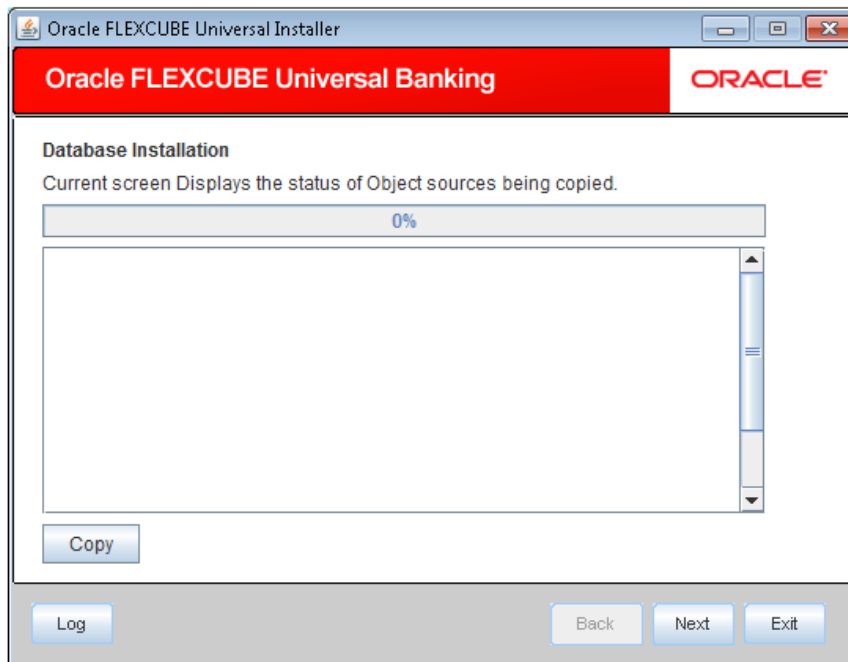 Oracle FLEXCUBE Universal Installer
Oracle FLEXCUBE Universal Banking
ORACLE
Database Installation
Current screen Displays the status of Object sources being copied.
0%
Copy
Log
Back
Next
Exit